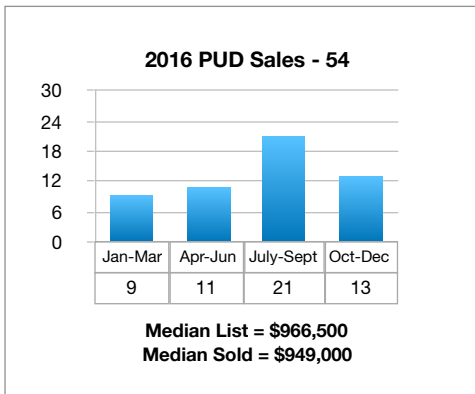 2016 PUD Sales - 54
30
24
18
12
6
0
Jan-Mar Apr-Jun July-Sept Oct-Dec
9 11 21 13
Median List = $966,500
Median Sold = $949,000